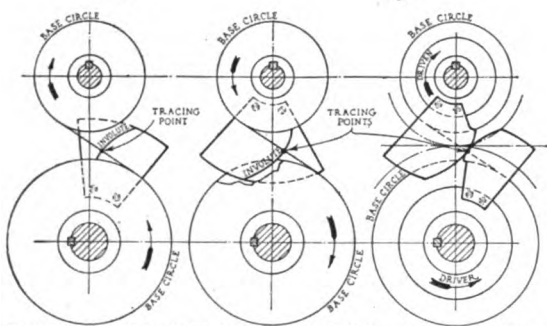 BASE CIRCLE
BASE CIRCLE
BASE CIRCLE
DRIVEN
TRACING
POINT
TRACING
POINTS
INVOLUTE
INVOLUTE
BASE CIRCLE
BASE CIRCLE
BASE CIRCLE
DRIVER